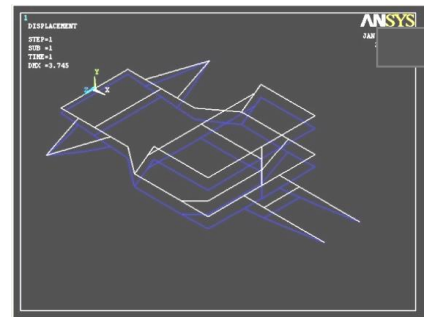 1
DISPLACEMENT
STEP=1
SUB =1
TIME=1
DMX =3.745
ANSYS
JAN
Y
Z X